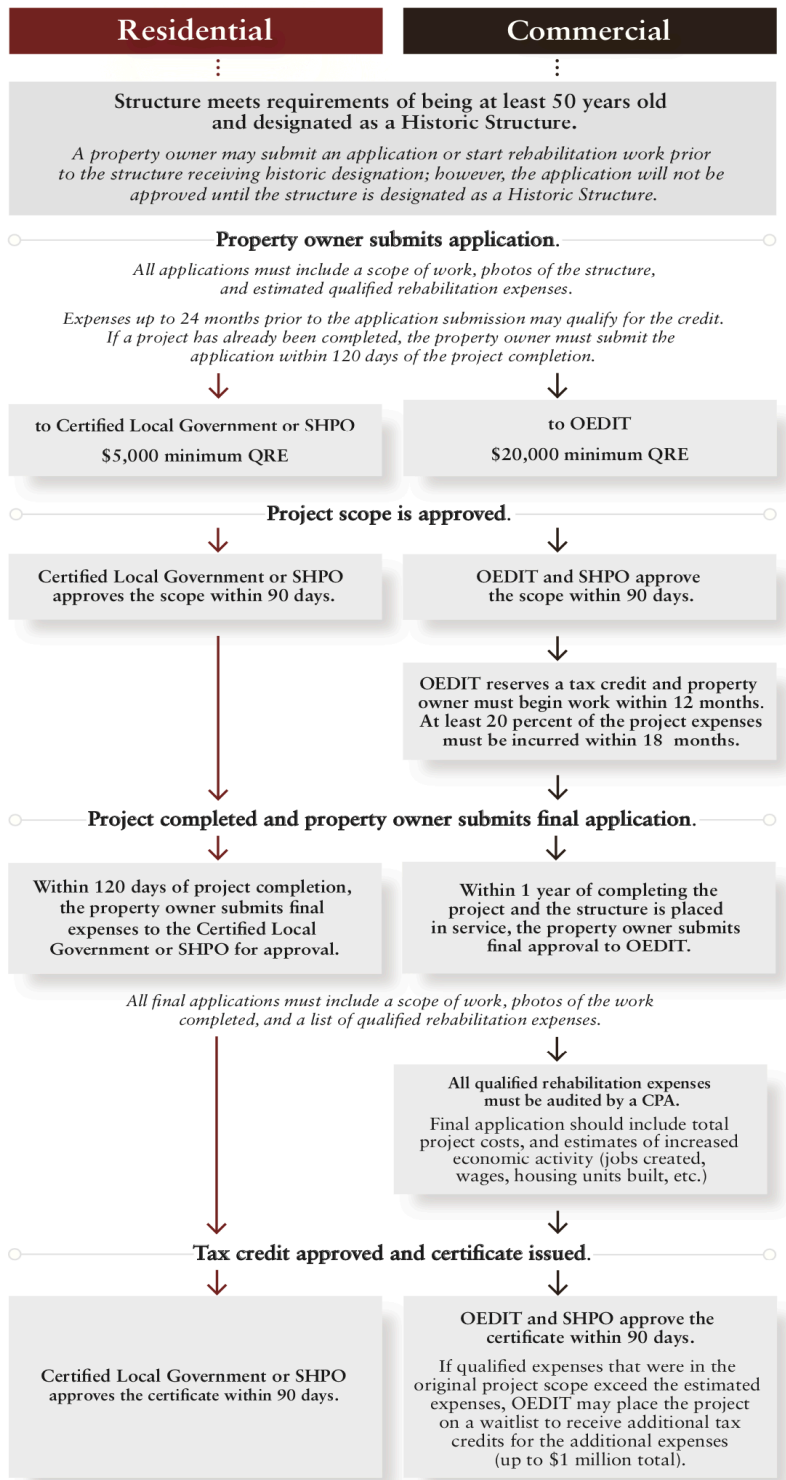 Residential
Commercial
Structure meets requirements of being at least 50 years old
and designated as a Historic Structure.
A property owner may submit an application or start rehabilitation work prior
to the structure receiving historic designation; however, the application will not be
approved until the structure is designated as a Historic Structure.
Property owner submits application.
All applications must include a scope of work, photos of the structure,
and estimated qualified rehabilitation expenses.
Expenses up to 24 months prior to the application submission may qualify for the credit.
If a project has already been completed, the property owner must submit the
application within 120 days of the project completion.
to Certified Local Government or SHPO
$5,000 minimum QRE
to OEDIT
$20,000 minimum QRE
Project scope is approved.
Certified Local Government or SHPO
approves the scope within 90 days.
OEDIT and SHPO approve
the scope within 90 days.
OEDIT reserves a tax credit and property
owner must begin work within 12 months.
At least 20 percent of the project expenses
must be incurred within 18 months.
Project completed and property owner submits final application.
Within 120 days of project completion,
the property owner submits final
expenses to the Certified Local
Government or SHPO for approval.
Within 1 year of completing the
project and the structure is placed
in service, the property owner submits
final approval to OEDIT.
All final applications must include a scope of work, photos of the work
completed, and a list of qualified rehabilitation expenses.
All qualified rehabilitation expenses
must be audited by a CPA.
Final application should include total
project costs, and estimates of increased
economic activity (jobs created,
wages, housing units built, etc.)
Tax credit approved and certificate issued.
Certified Local Government or SHPO
approves the certificate within 90 days.
OEDIT and SHPO approve the
certificate within 90 days.
If qualified expenses that were in the
original project scope exceed the estimated
expenses, OEDIT may place the project
on a waitlist to receive additional tax
credits for the additional expenses
(up to $1 million total).